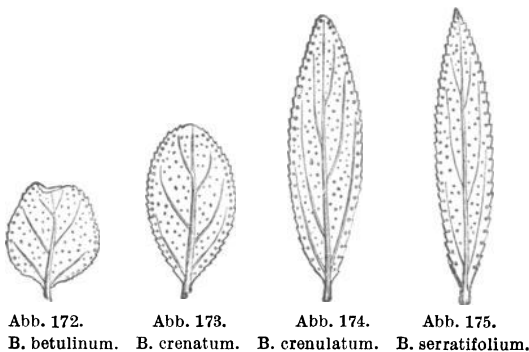 Abb. 172. Abb. 173. Abb. 174. Abb. 175.
B. betulinum. B. crenatum. B. crenulatum. B. serratifolium.